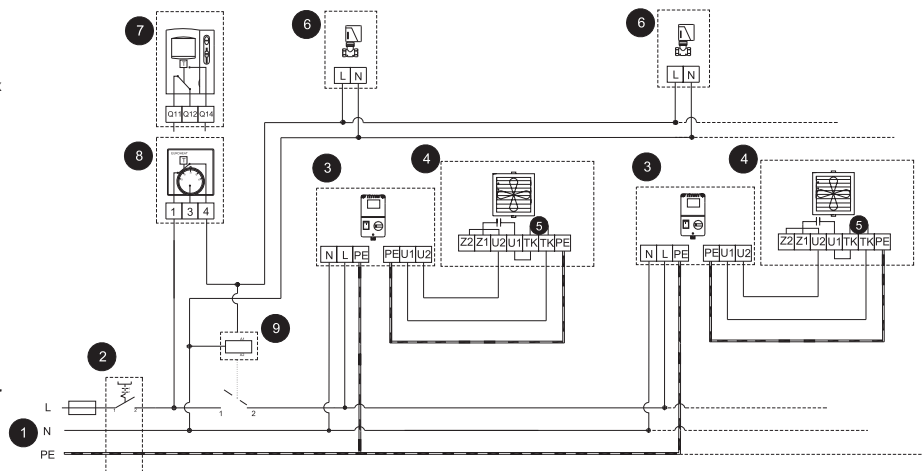 7
6
6
L N
L N
Q11 Q12 Q14
8
3
4
3
4
T
1 3 4
5
5
Z2 Z1 U2 U1 TK TK PE
Z2 Z1 U2 U1 TK TK PE
N L PE
PE U1 U2
N L PE
PE U1 U2
9
A1
A2
2
L
1 2
1 N
PE